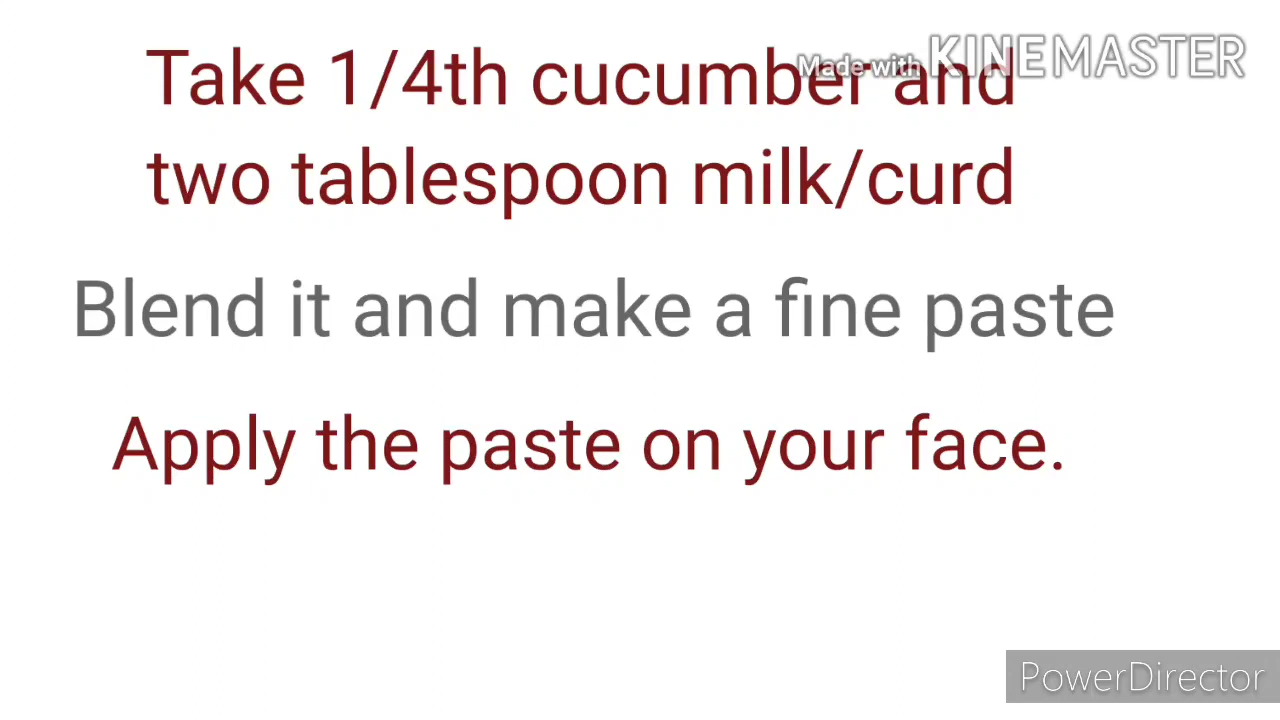 Made with KINEMASTER
Take 1/4th cucumber and
two tablespoon milk/curd
Blend it and make a fine paste
Apply the paste on your face.
PowerDirector